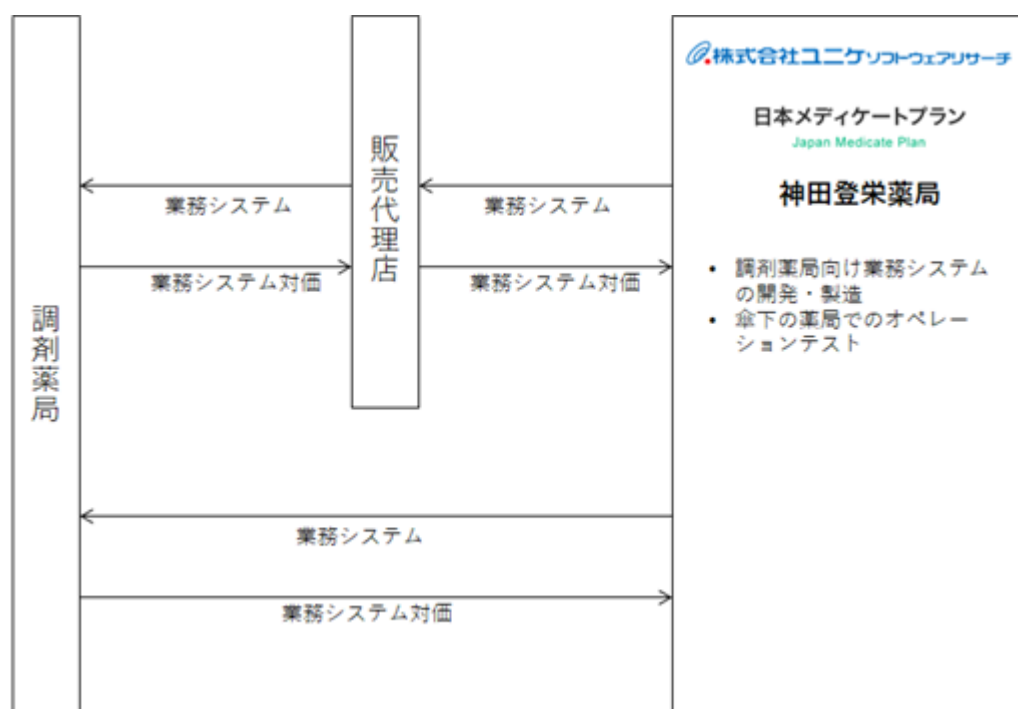 株式会社ユニケソフトウェアリサーチ
日本メディケートプラン
Japan Medicate Plan
神田登栄薬局
• 調剤薬局向け業務システム
の開発・製造
• 傘下の薬局でのオペレー
ションテスト
販売代理店
調剤薬局
業務システム
業務システム
業務システム対価
業務システム対価
業務システム
業務システム対価